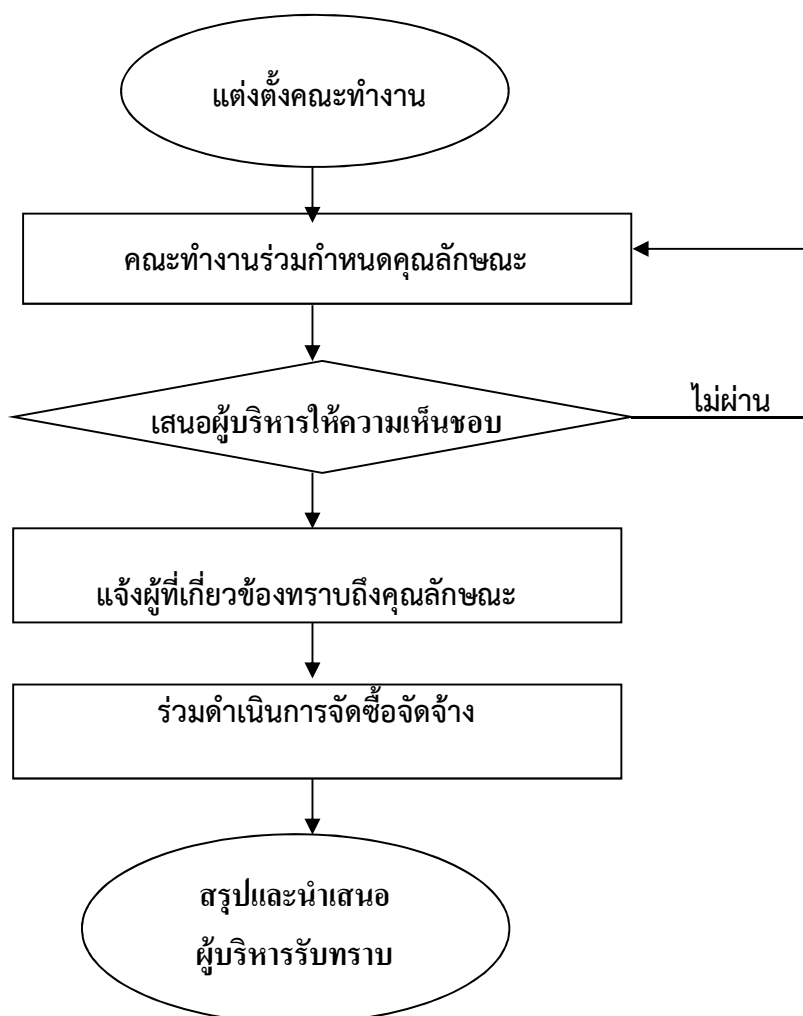 แต่งตั้งคณะทำงาน
คณะทำงานร่วมกำหนดคุณลักษณะ
เสนอผู้บริหารให้ความเห็นชอบ
ไม่ผ่าน
แจ้งผู้ที่เกี่ยวข้องทราบถึงคุณลักษณะ
ร่วมดำเนินการจัดซื้อจัดจ้าง
สรุปและนำเสนอ
ผู้บริหารรับทราบ